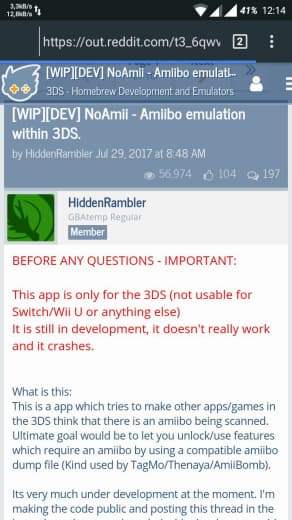 3,3kB/s
12,8kB/s
41% 12:14
https://out.reddit.com/t3_6qwv
2
[WIP][DEV] NoAmii - Amiibo emulati...
3DS - Homebrew Development and Emulators
[WIP][DEV] NoAmii - Amiibo emulation
within 3DS.
by HiddenRambler Jul 29, 2017 at 8:48 AM
56,974 104 197
HiddenRambler
GBAtemp Regular
Member
BEFORE ANY QUESTIONS - IMPORTANT:
This app is only for the 3DS (not usable for
Switch/Wii U or anything else)
It is still in development, it doesn't really work
and it crashes.
What is this:
This is a app which tries to make other apps/games in
the 3DS think that there is an amiibo being scanned.
Ultimate goal would be to let you unlock/use features
which require an amiibo by using a compatible amiibo
dump file (Kind used by TagMo/Thenaya/AmiiBomb).
Its very much under development at the moment. I'm
making the code public and posting this thread in the